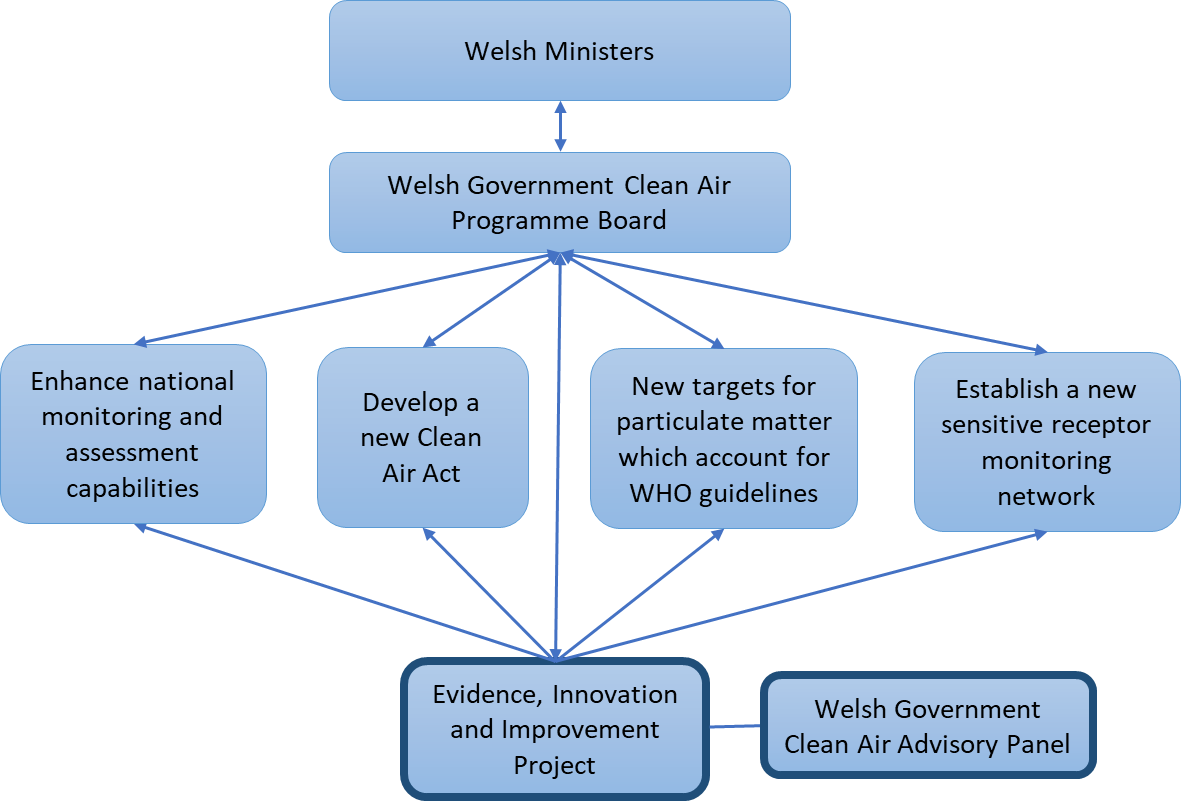 Welsh Ministers
Welsh Government Clean Air
Programme Board
Enhance national
monitoring and
assessment
capabilities
Develop a
new Clean
Air Act
New targets for
particulate matter
which account for
WHO guidelines
Establish a new
sensitive receptor
monitoring
network
Evidence, Innovation
and Improvement
Project
Welsh Government
Clean Air Advisory Panel